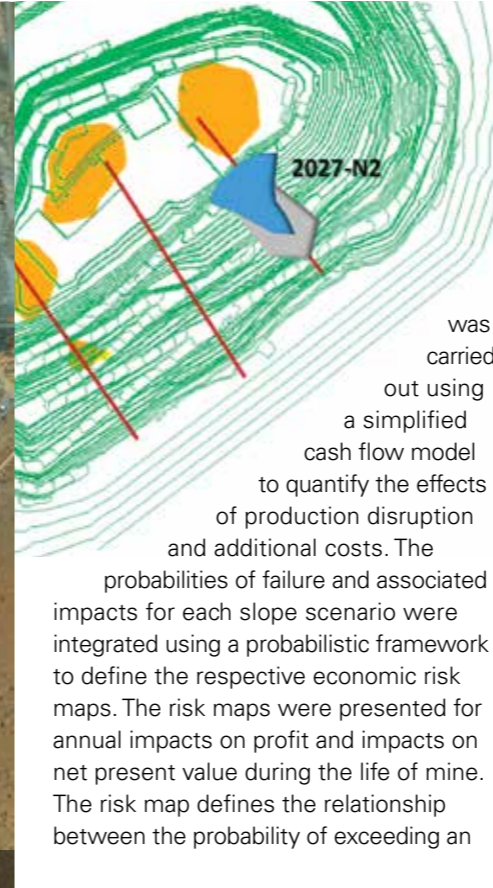 2027-N2
was
carried
out using
a simplified
cash flow model
to quantify the effects
of production disruption
and additional costs. The
probabilities of failure and associated
impacts for each slope scenario were
integrated using a probabilistic framework
to define the respective economic risk
maps. The risk maps were presented for
annual impacts on profit and impacts on
net present value during the life of mine.
The risk map defines the relationship
between the probability of exceeding an